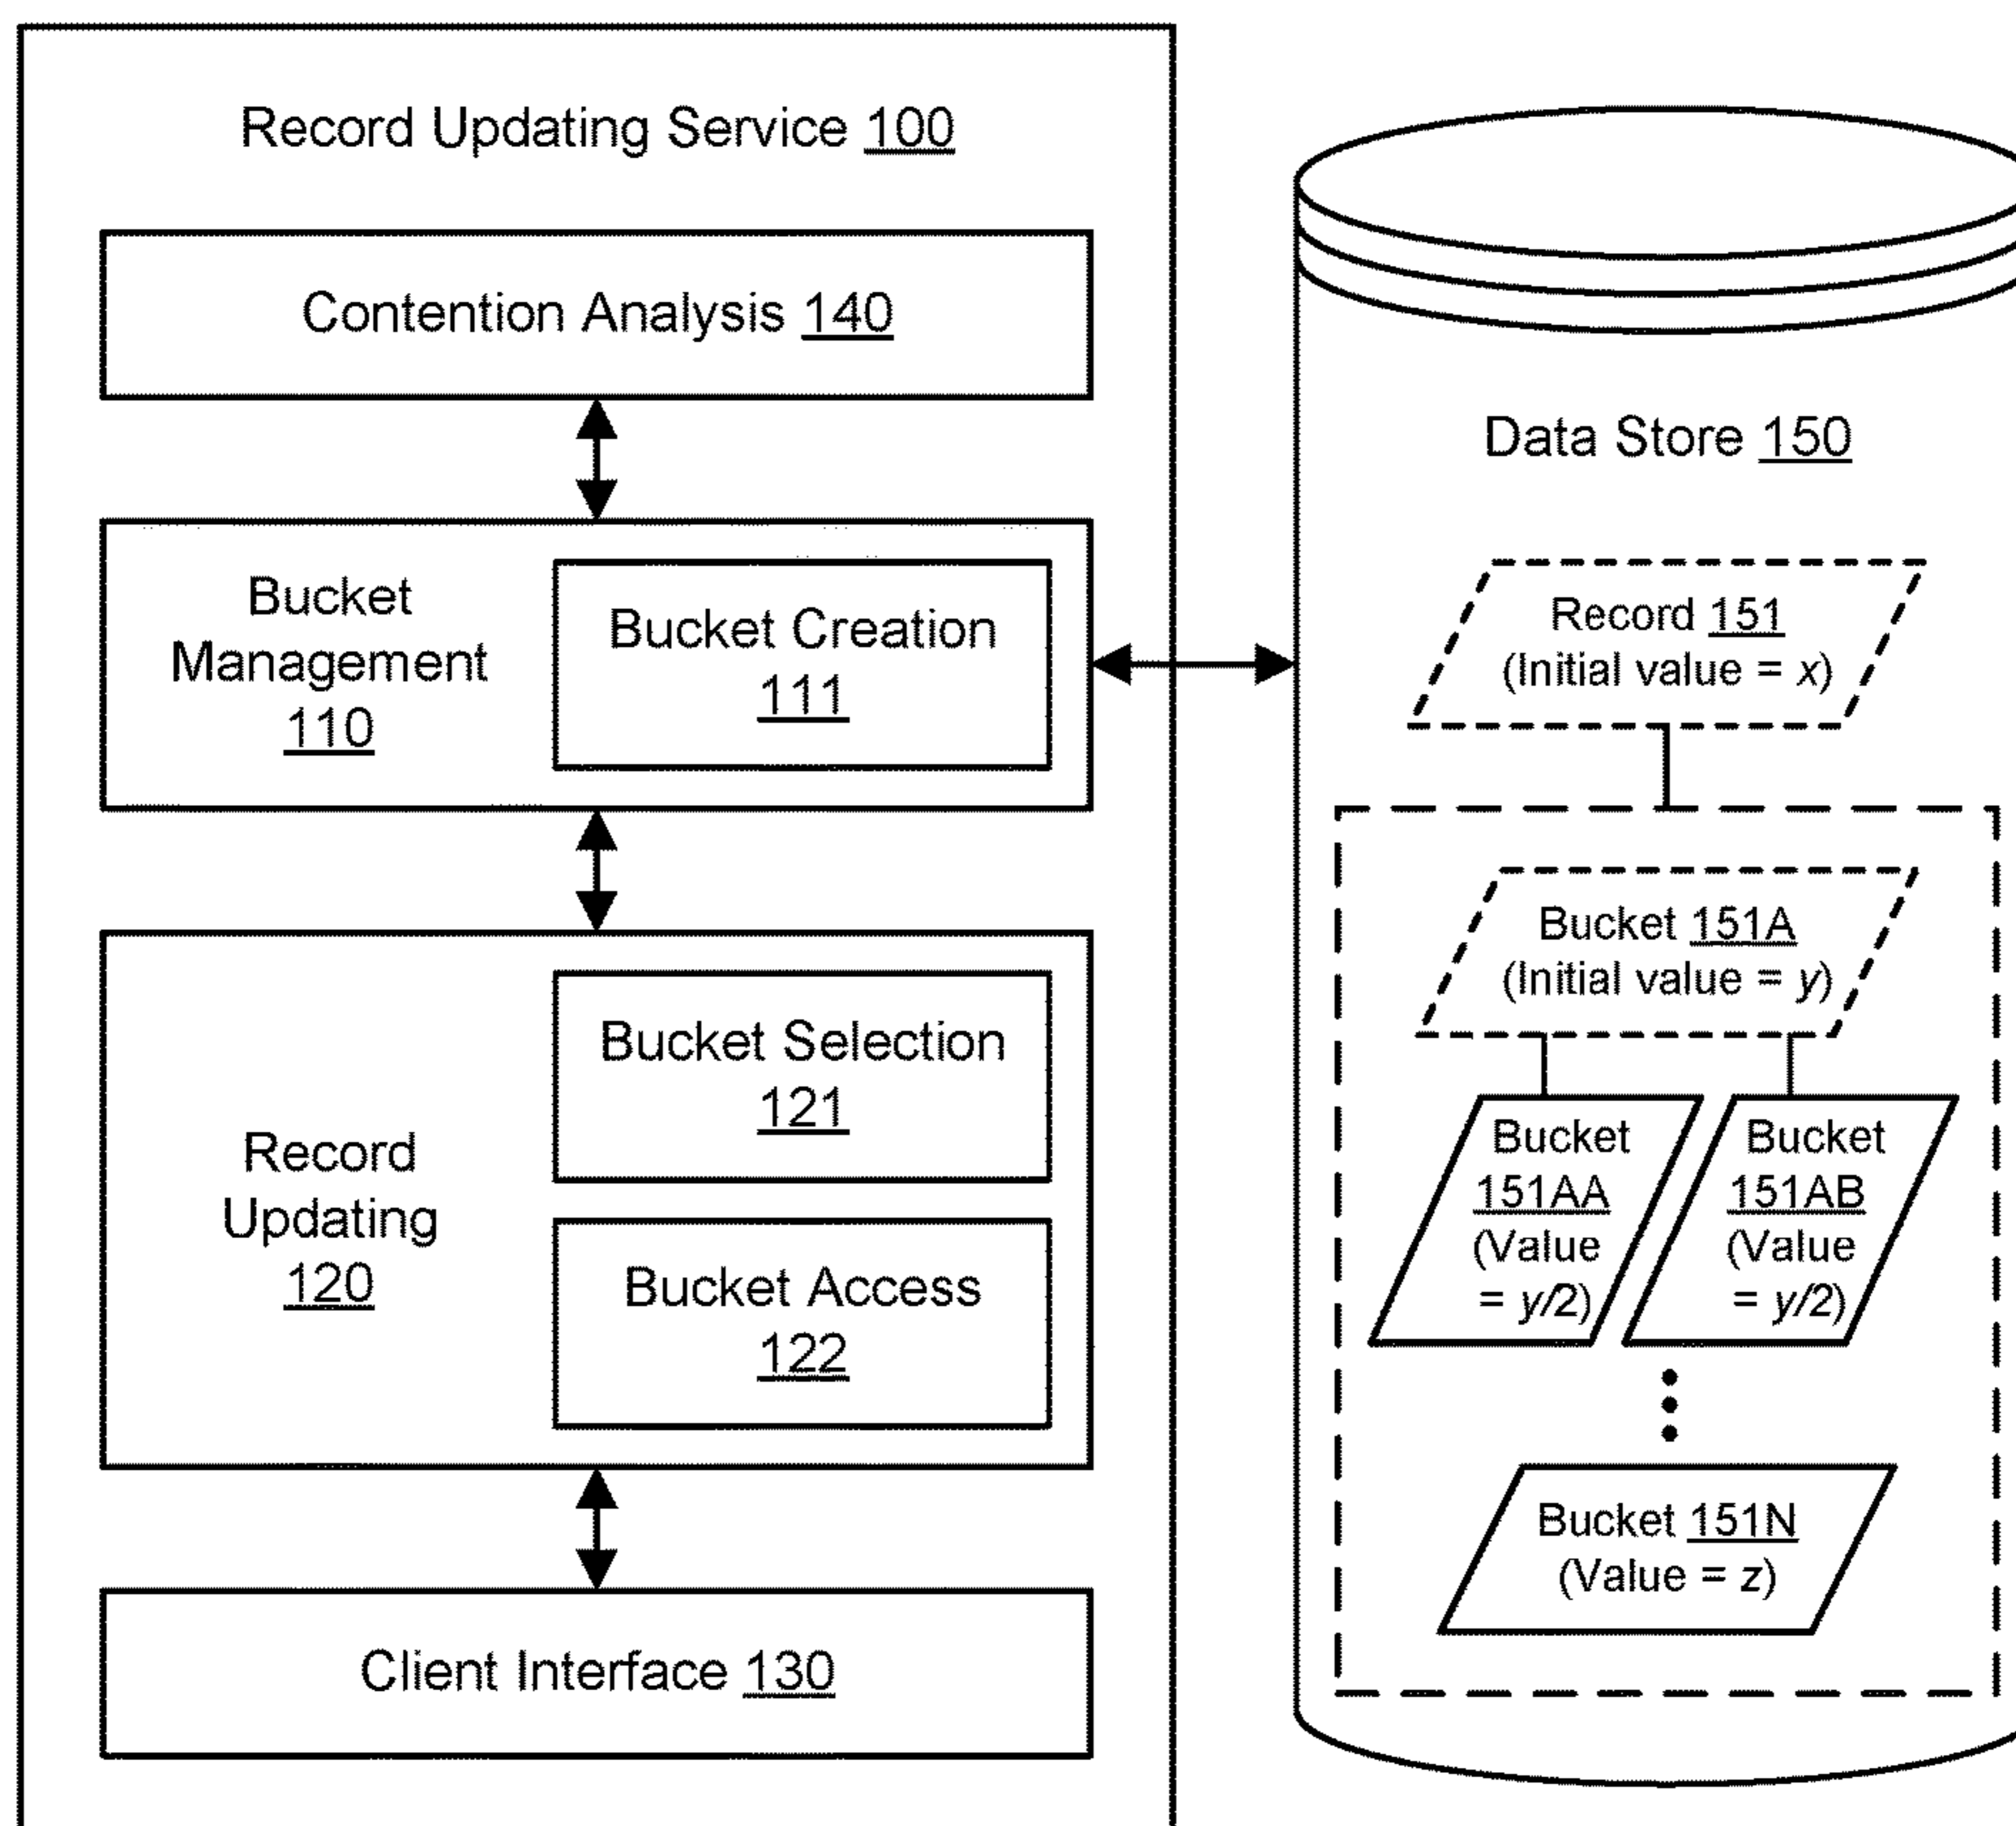 Record Updating Service 100
Contention Analysis 140
Bucket
Management
110
Bucket Creation
111
Record
Updating
120
Bucket Selection
121
Bucket Access
122
Client Interface 130
Data Store 150
Record 151
(Initial value = x)
Bucket 151A
(Initial value = y)
Bucket
151AA
(Value
= y/2)
Bucket
151AB
(Value
= y/2)
Bucket 151N
(Value = z)